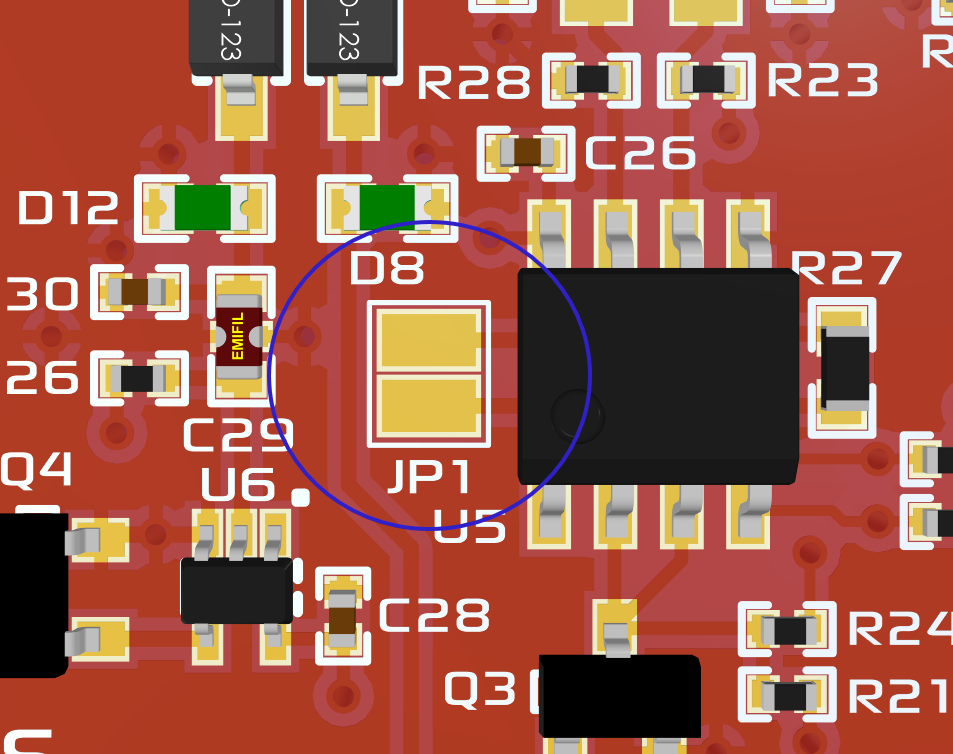 O-123
O-123
R28
R23
C26
D12
D8
R27
30
EMIFIL
26
C29
JP1
Q4
U6
U5
C28
R24
Q3
R21